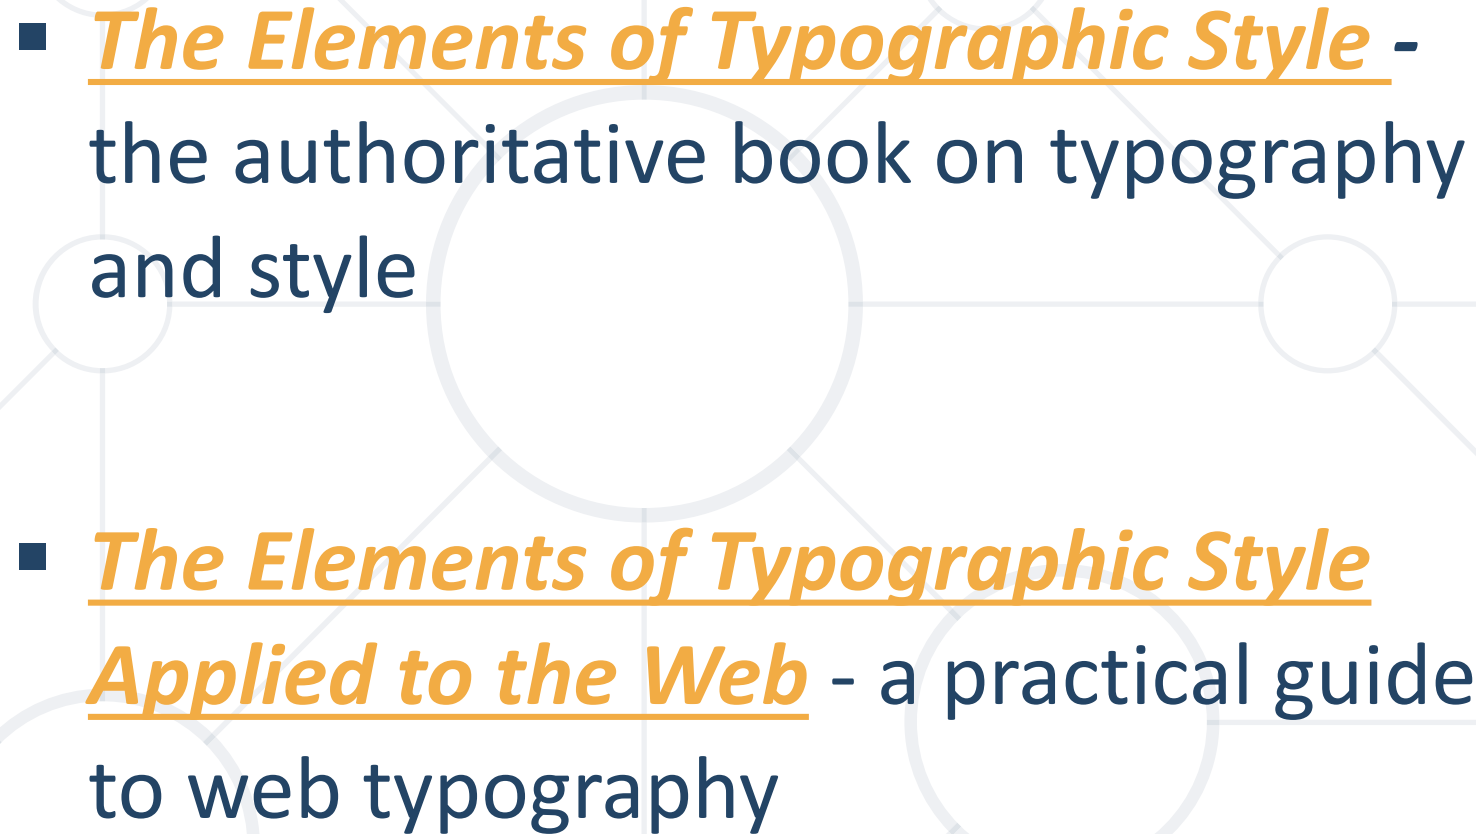 ▪ The Elements of Typographic Style -
the authoritative book on typography
and style
▪ The Elements of Typographic Style
Applied to the Web - a practical guide
to web typography